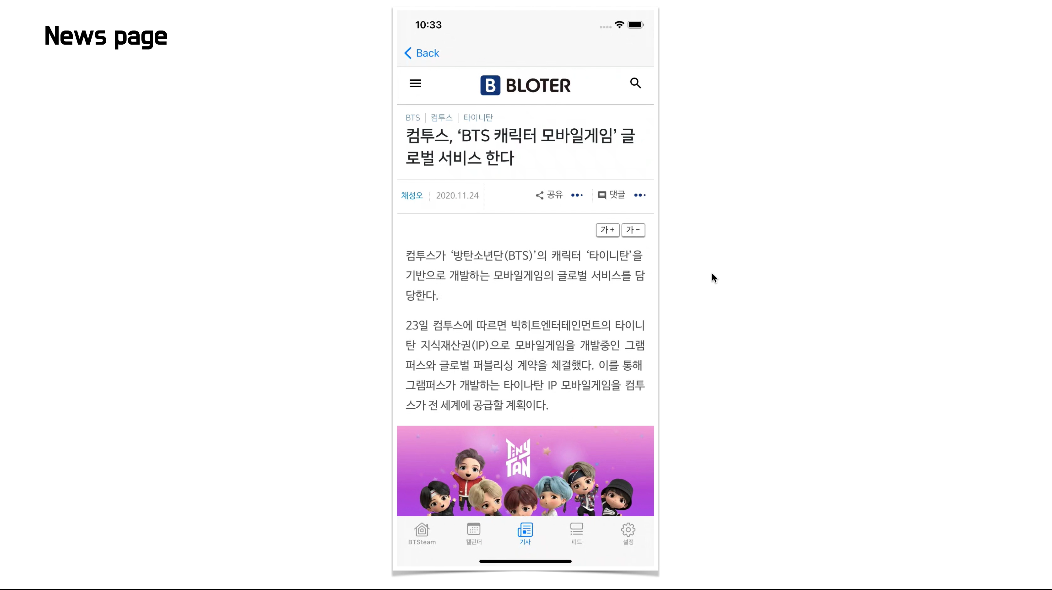 News page
10:33
Back
B BLOTER
BTS | 컴투스 | 타이니탄
컴투스, ‘BTS 캐릭터 모바일게임’ 글
로벌 서비스 한다
채성오 | 2020.11.24 공유 ••• 댓글 •••
가+ 가-
컴투스가 ‘방탄소년단(BTS)’의 캐릭터 ‘타이니탄’을
기반으로 개발하는 모바일게임의 글로벌 서비스를 담
당한다.
23일 컴투스에 따르면 빅히트엔터테인먼트의 타이니
탄 지식재산권(IP)으로 모바일게임을 개발중인 그램
퍼스와 글로벌 퍼블리싱 계약을 체결했다. 이를 통해
그램퍼스가 개발하는 타이나탄 IP 모바일게임을 컴투
스가 전 세계에 공급할 계획이다.
TINY
TAN
BTSteam 캘린더 기사 피드 설정